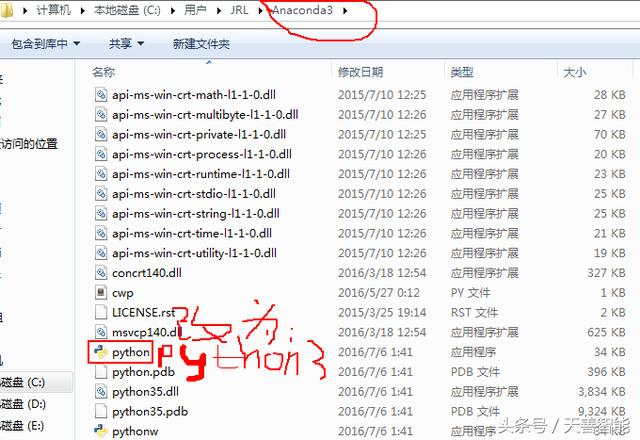 计算机 ▸ 本地磁盘 (C:) ▸ 用户 ▸ JRL ▸ Anaconda3 ▸
包含到库中 共享 新建文件夹
名称 修改日期 类型 大小
api-ms-win-crt-math-l1-1-0.dll 2015/7/10 12:25 应用程序扩展 28 KB
api-ms-win-crt-multibyte-l1-1-0.dll 2015/7/10 12:26 应用程序扩展 27 KB
api-ms-win-crt-private-l1-1-0.dll 2015/7/10 12:25 应用程序扩展 70 KB
访问的位置
api-ms-win-crt-process-l1-1-0.dll 2015/7/10 12:26 应用程序扩展 20 KB
api-ms-win-crt-runtime-l1-1-0.dll 2015/7/10 12:26 应用程序扩展 23 KB
api-ms-win-crt-stdio-l1-1-0.dll 2015/7/10 12:26 应用程序扩展 25 KB
api-ms-win-crt-string-l1-1-0.dll 2015/7/10 12:26 应用程序扩展 25 KB
api-ms-win-crt-time-l1-1-0.dll 2015/7/10 12:26 应用程序扩展 21 KB
api-ms-win-crt-utility-l1-1-0.dll 2015/7/10 12:26 应用程序扩展 19 KB
concrt140.dll 2016/3/18 12:54 应用程序扩展 327 KB
cwp 2016/5/27 0:12 PY 文件 1 KB
LICENSE.rst 2015/3/25 19:14 RST 文件 2 KB
改为:
msvcp140.dll 2016/3/18 12:54 应用程序扩展 625 KB
python 2016/7/6 1:41 应用程序 34 KB
python3
python.pdb 2016/7/6 1:41 PDB 文件 396 KB
磁盘 (C:)
python35.dll 2016/7/6 1:41 应用程序扩展 3,834 KB
磁盘 (D:)
python35.pdb 2016/7/6 1:41 PDB 文件 9,324 KB
磁盘 (E:)
pythonw 2016/7/6 1:41 应用程序 KB
头条号 / 天善智能